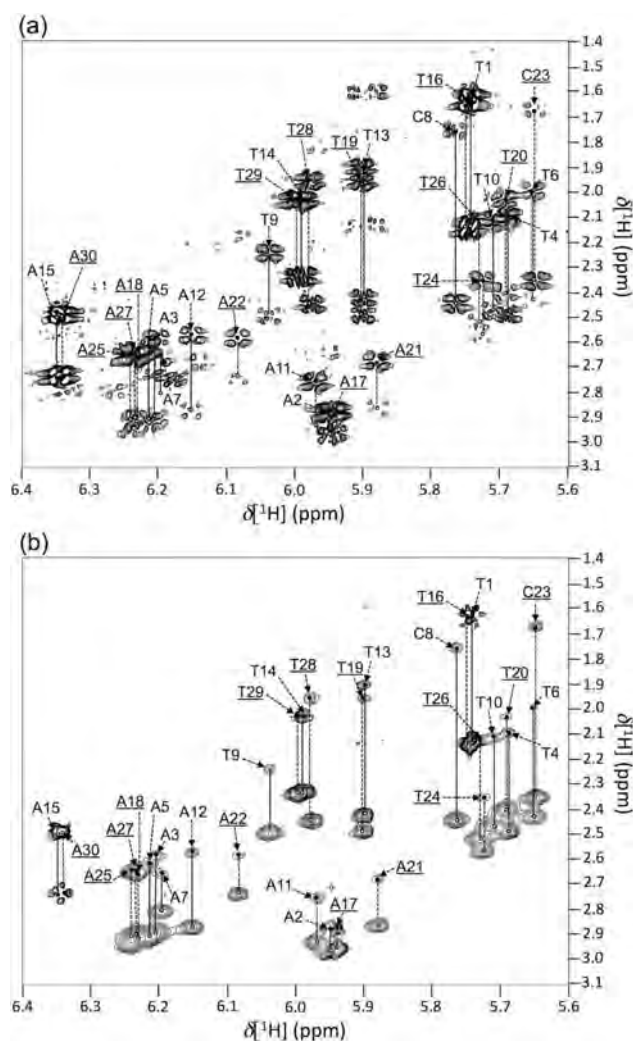 (a)
1.4
1.5
T16 T1 C23
1.6
1.7
C8
1.8
T28 T19 T13
1.9
T14 T20
2.0
T29 T26 T10 T6
2.1
T9 T4
2.2
2.3
A15 A30 T24
2.4
2.5
A18 A5 A12
A27 A3 A22
2.6
A25 A21
2.7
A7 A11
2.8
A2 A17
2.9
3.0
3.1
δ[¹H] (ppm)
6.4 6.3 6.2 6.1 6.0 5.9 5.8 5.7 5.6
δ[¹H] (ppm)
(b)
1.4
1.5
T16 T1 C23
1.6
1.7
C8
T28 T13
1.8
T14 T19
1.9
T29 T20
T26 T10 T6
2.0
2.1
T9 T4
2.2
2.3
T24
2.4
A18 A5 A12
A15 A27 A3 A22
2.5
A30 A25 A21
2.6
A7 A11
2.7
A2 A17
2.8
2.9
3.0
3.1
δ[¹H] (ppm)
6.4 6.3 6.2 6.1 6.0 5.9 5.8 5.7 5.6
δ[¹H] (ppm)